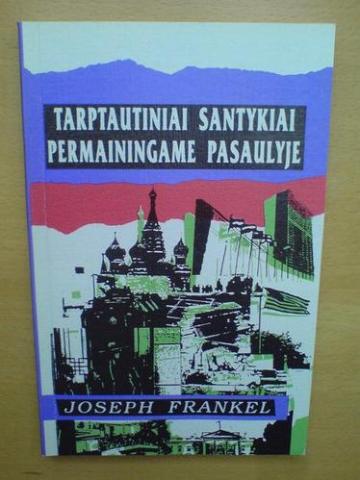 TARPTAUTINIAI SANTYKIAI
PERMAININGAME PASAULYJE
JOSEPH FRANKEL